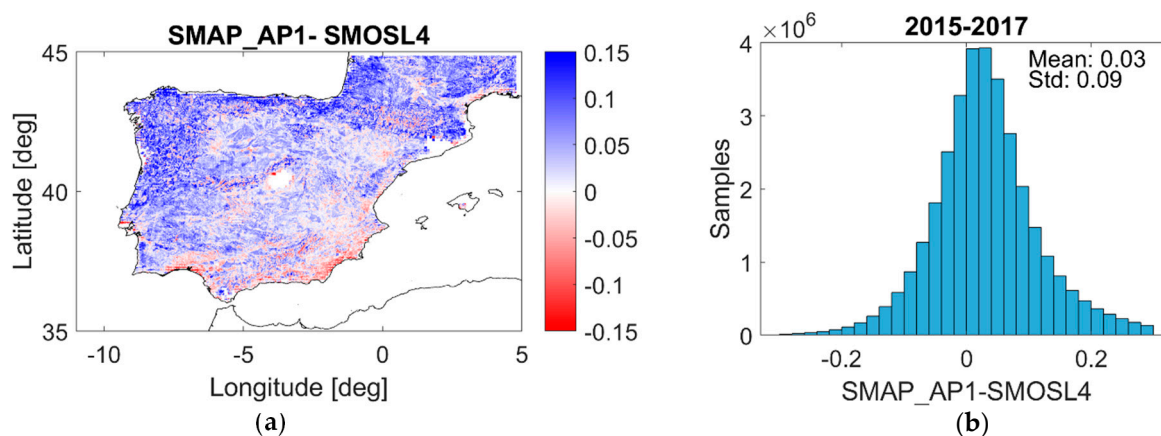 SMAP_AP1- SMOSL4
45
40
35
Latitude [deg]
-10
-5
0
5
Longitude [deg]
0.15
0.1
0.05
0
-0.05
-0.1
-0.15
(a)
2015-2017
×10⁶
Mean: 0.03
Std: 0.09
4
3
2
1
0
Samples
-0.2
0
0.2
SMAP_AP1-SMOSL4
(b)